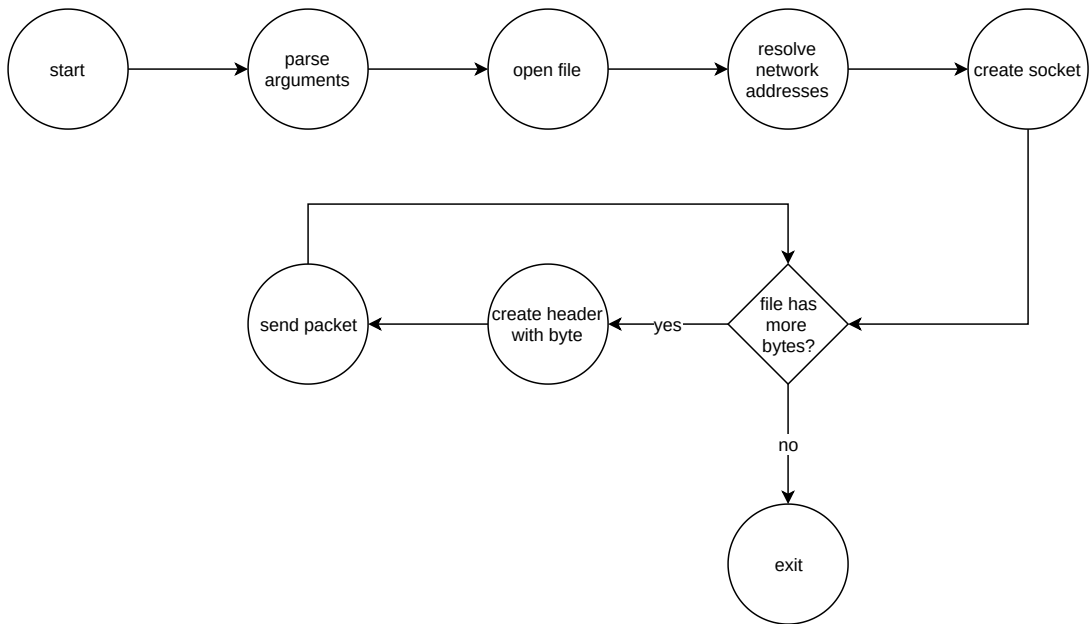 start
parse
arguments
open file
resolve
network
addresses
create socket
send packet
create header
with byte
yes
file has
more
bytes?
no
exit